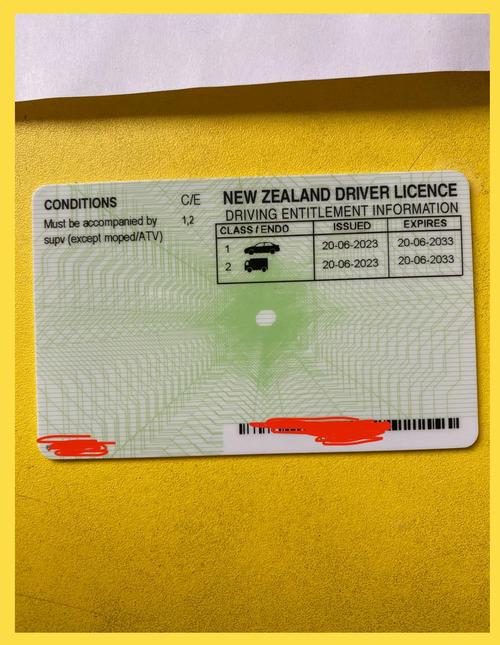 CONDITIONS C/E
Must be accompanied by 1,2
supv (except moped/ATV)
NEW ZEALAND DRIVER LICENCE
DRIVING ENTITLEMENT INFORMATION
CLASS / ENDO ISSUED EXPIRES
1 20-06-2023 20-06-2033
2 20-06-2023 20-06-2033